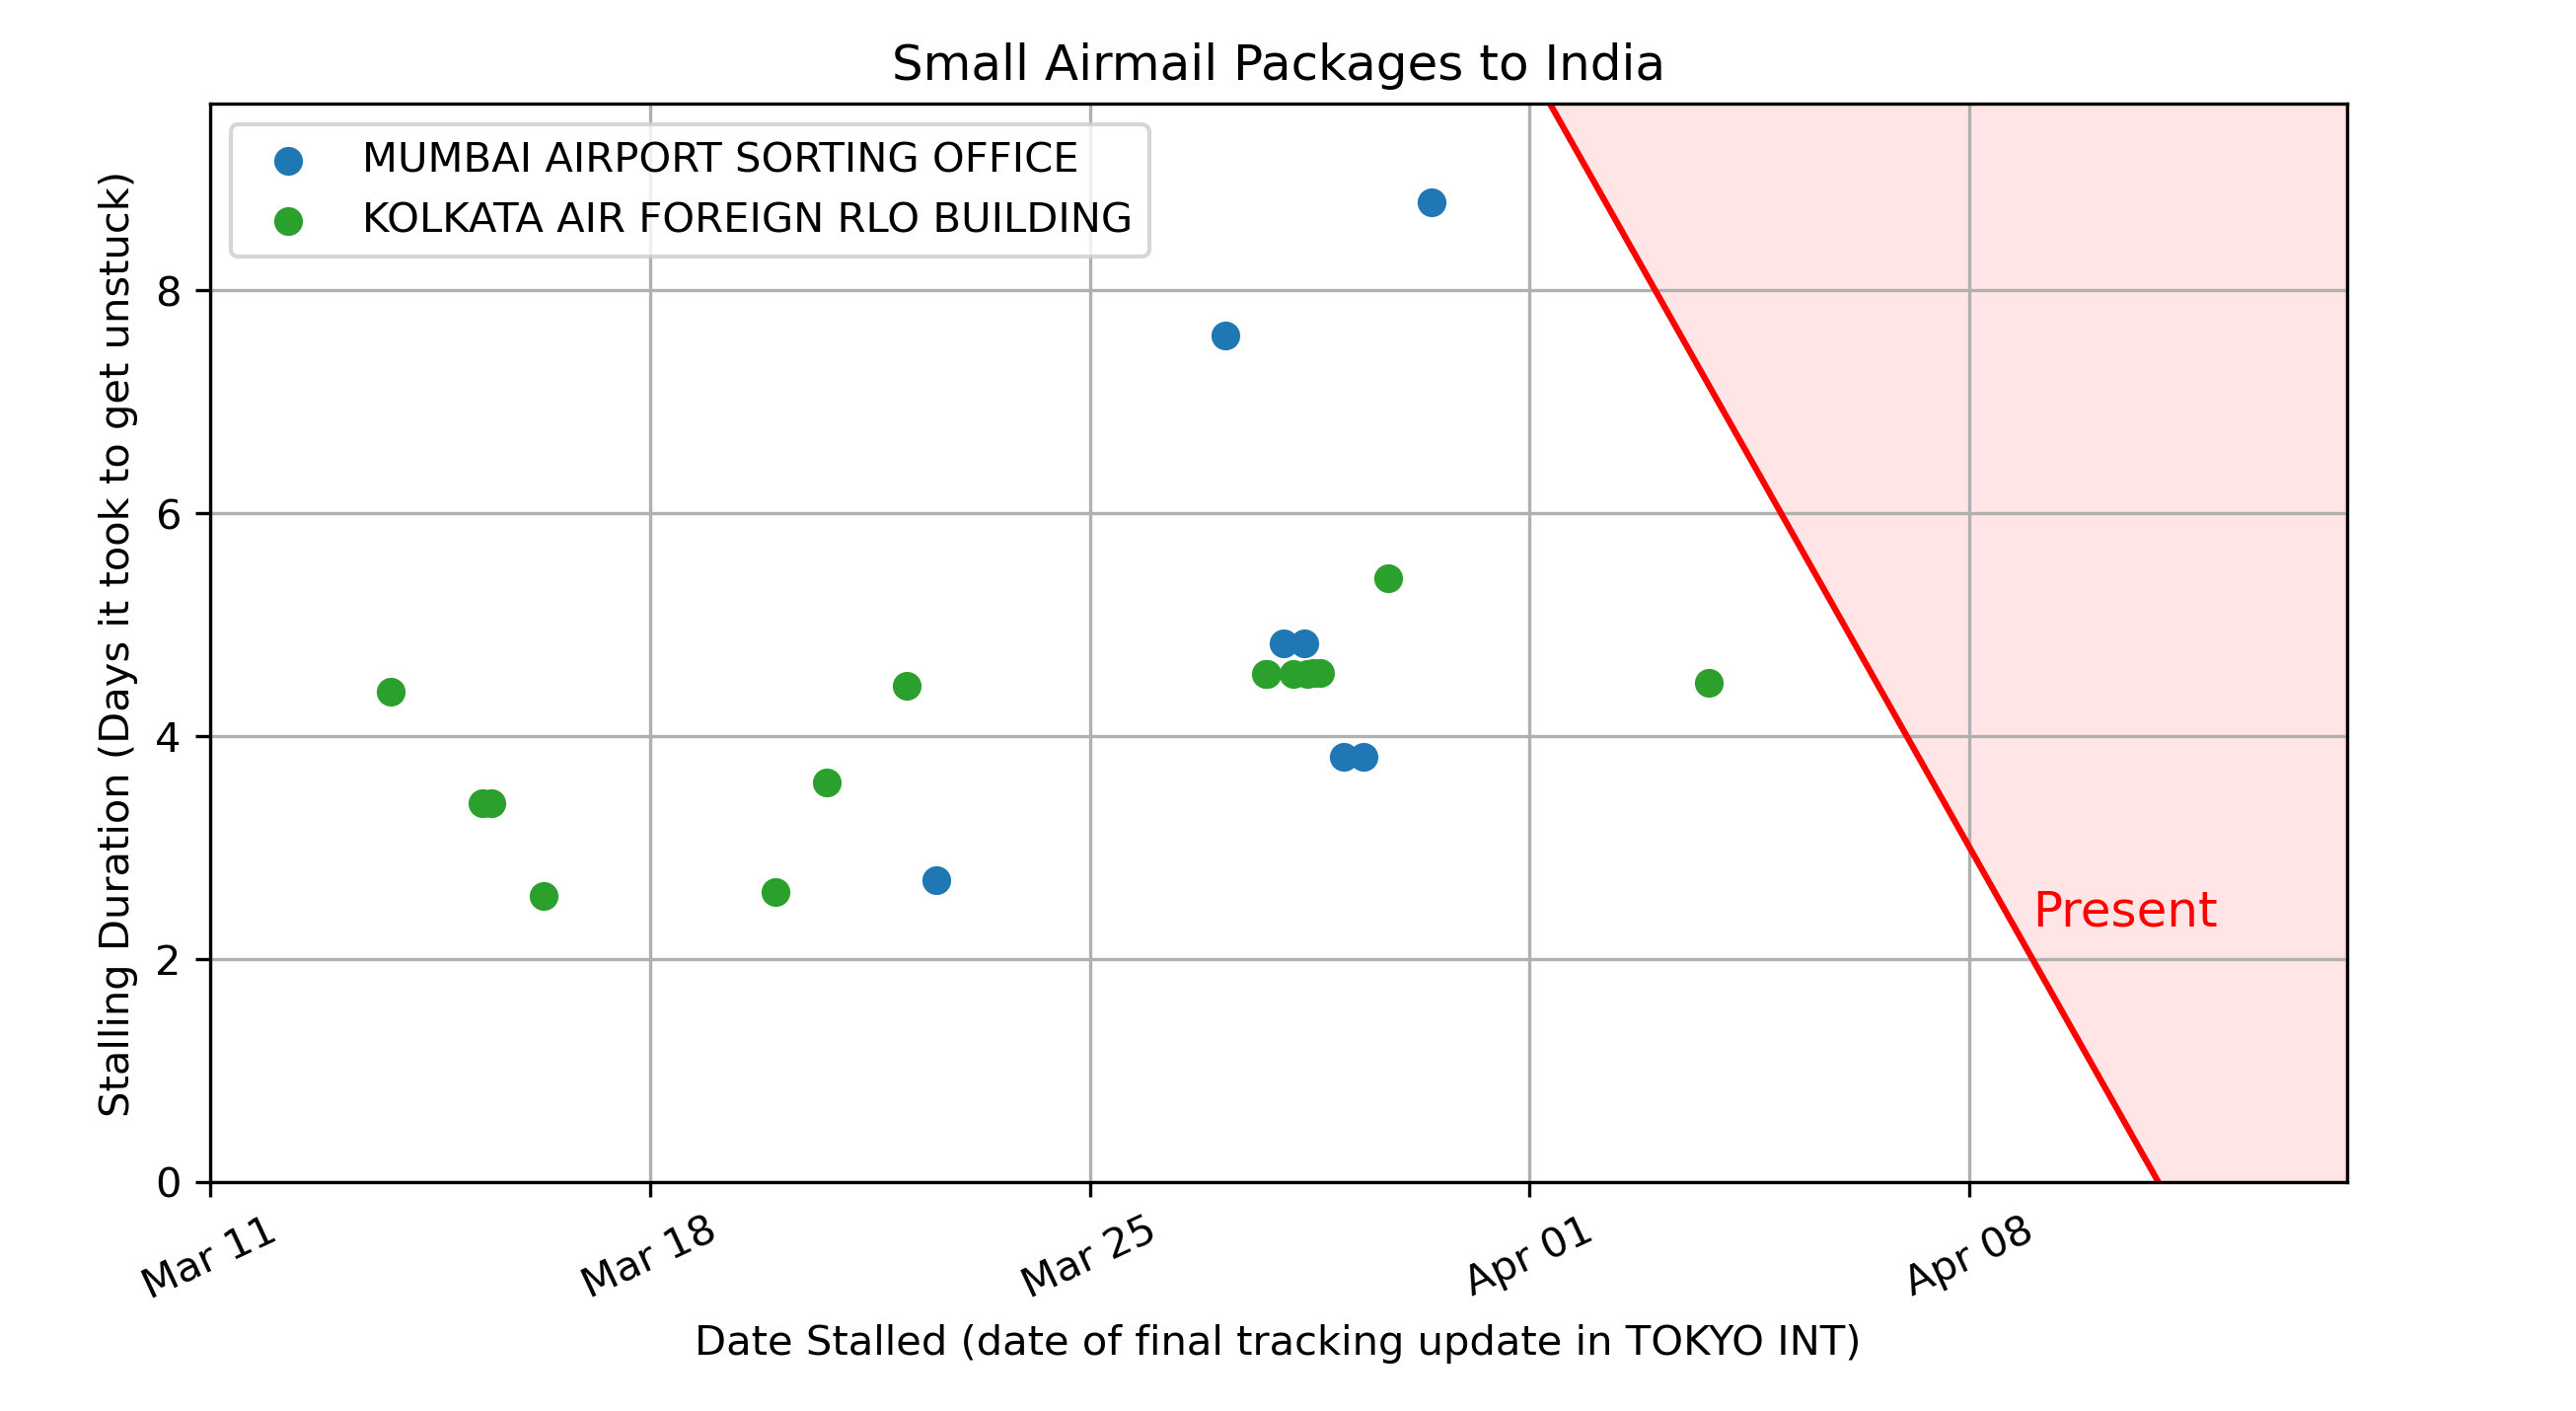 Small Airmail Packages to India
MUMBAI AIRPORT SORTING OFFICE
KOLKATA AIR FOREIGN RLO BUILDING
Stalling Duration (Days it took to get unstuck)
8
6
4
2
0
Present
Mar 11
Mar 18
Mar 25
Apr 01
Apr 08
Date Stalled (date of final tracking update in TOKYO INT)